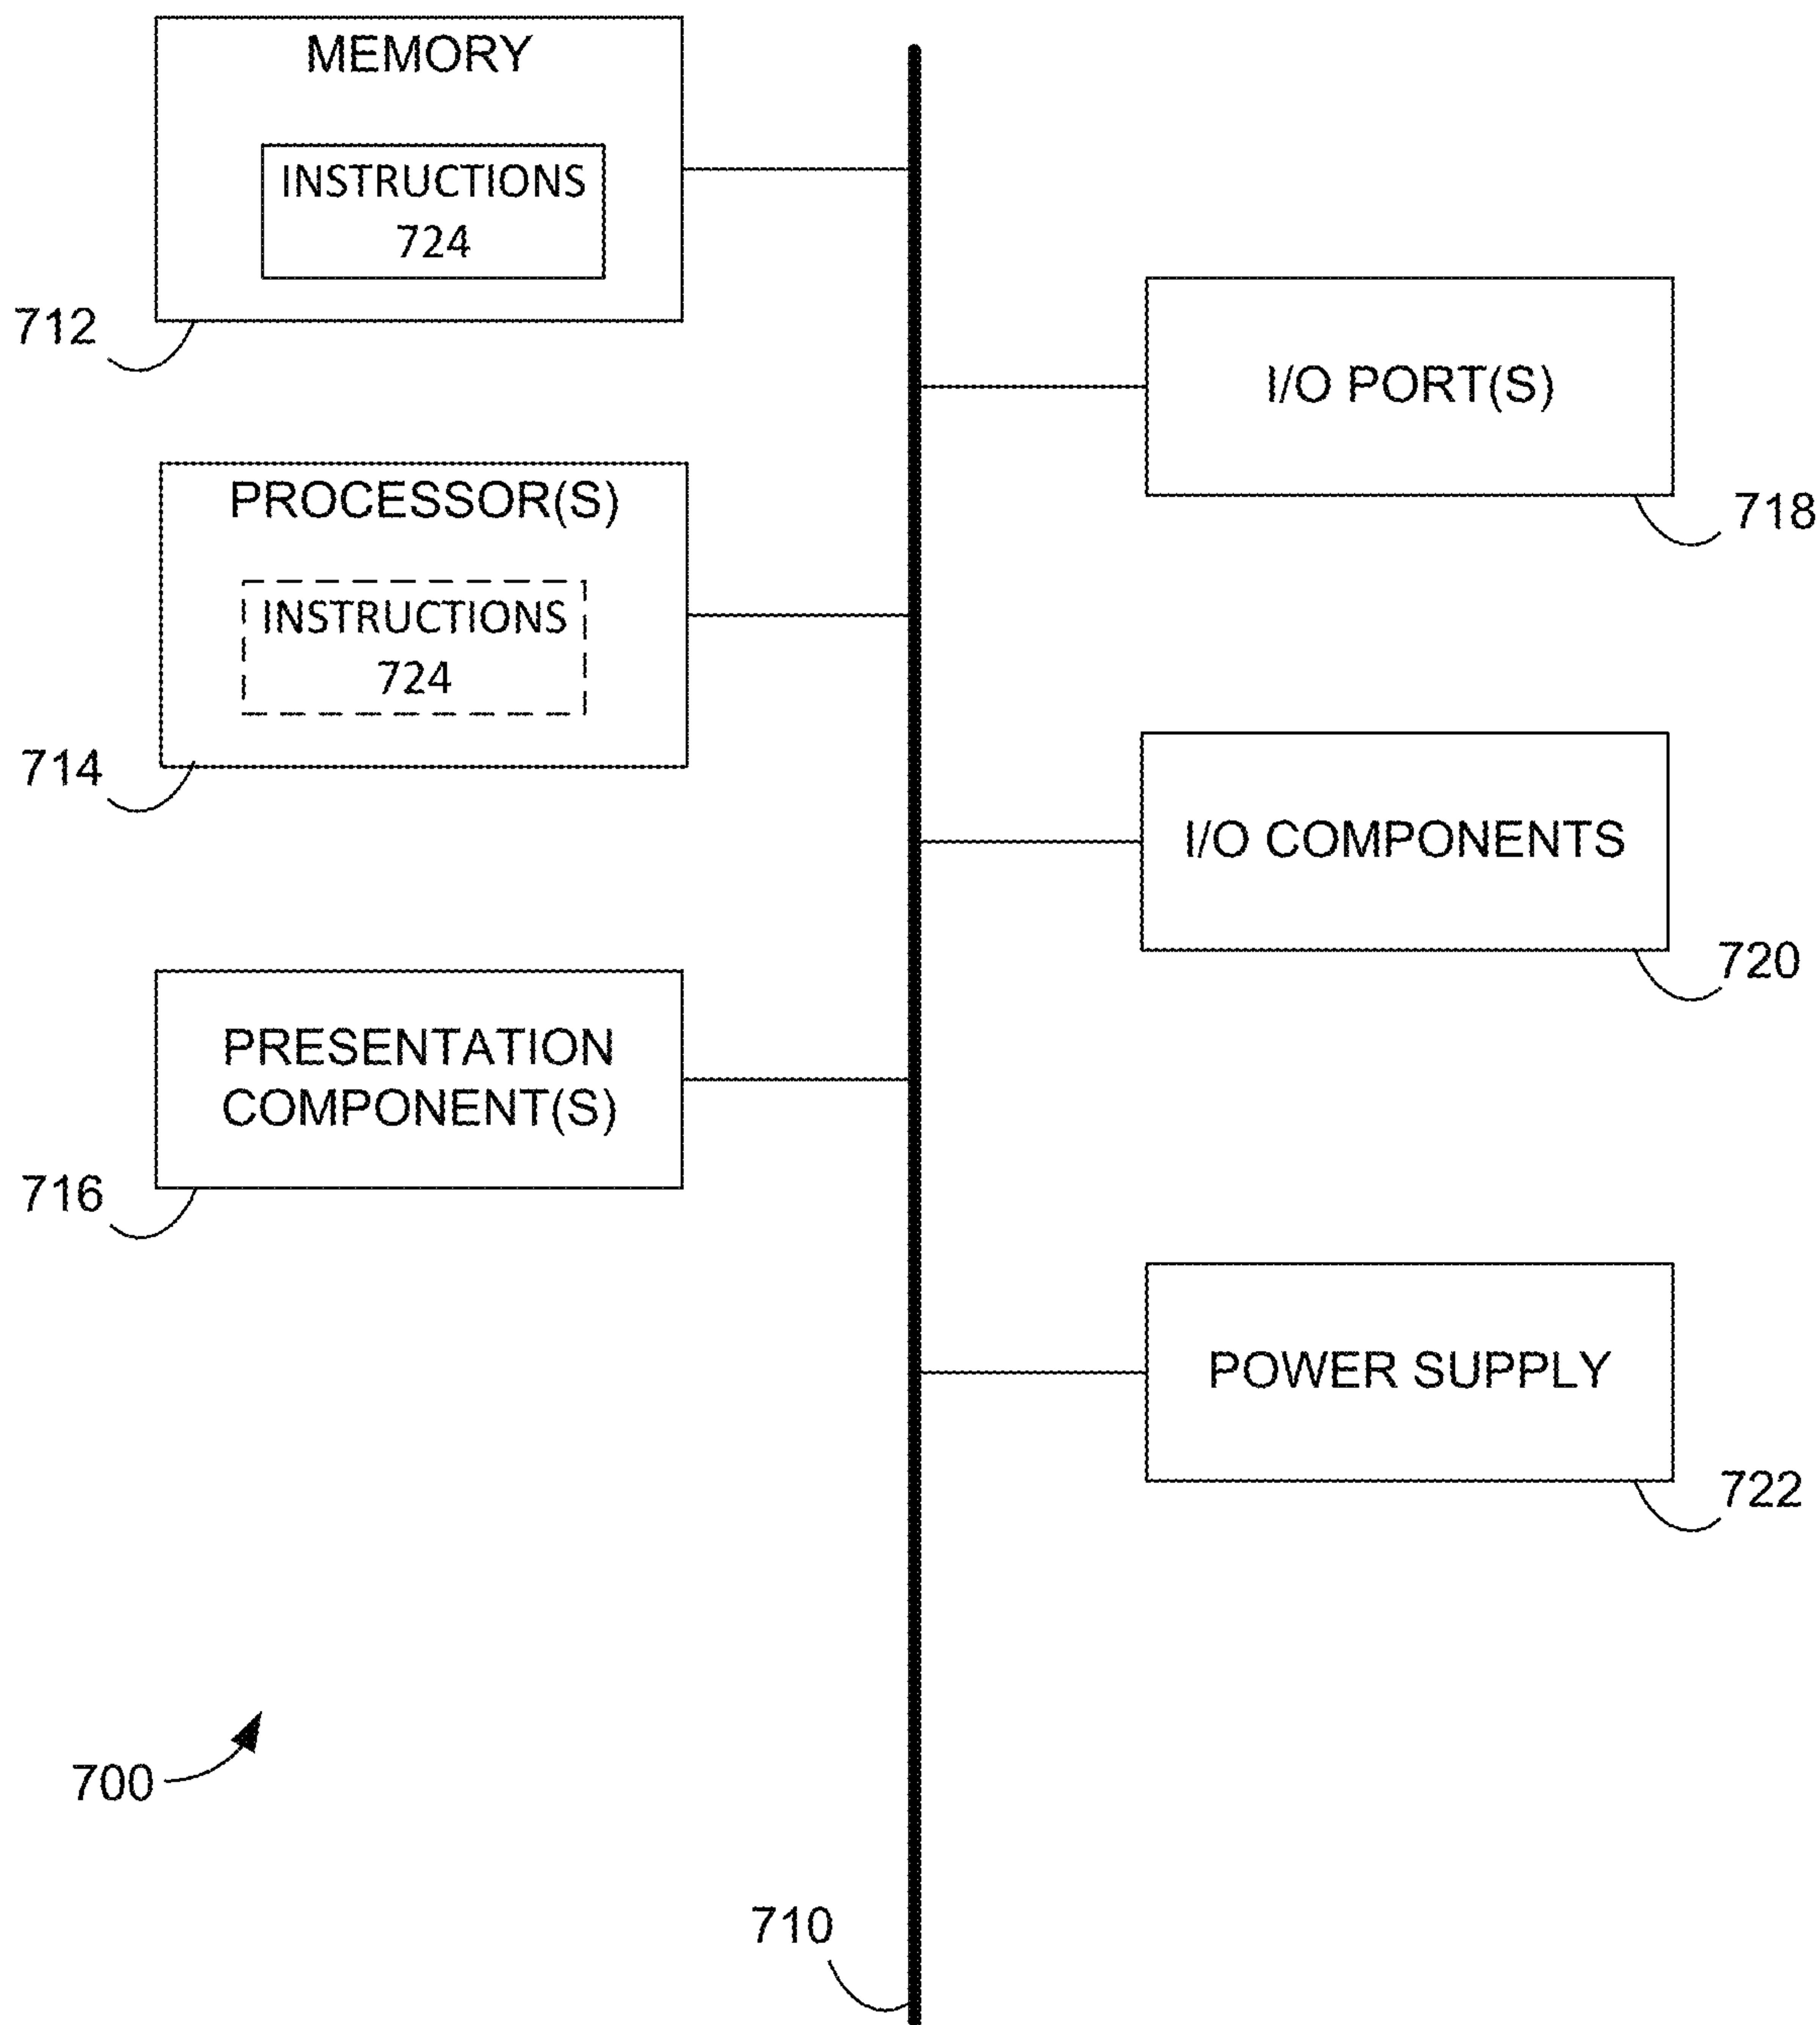 MEMORY
INSTRUCTIONS
724
712
PROCESSOR(S)
INSTRUCTIONS
724
714
PRESENTATION
COMPONENT(S)
716
I/O PORT(S)
718
I/O COMPONENTS
720
POWER SUPPLY
722
700
710